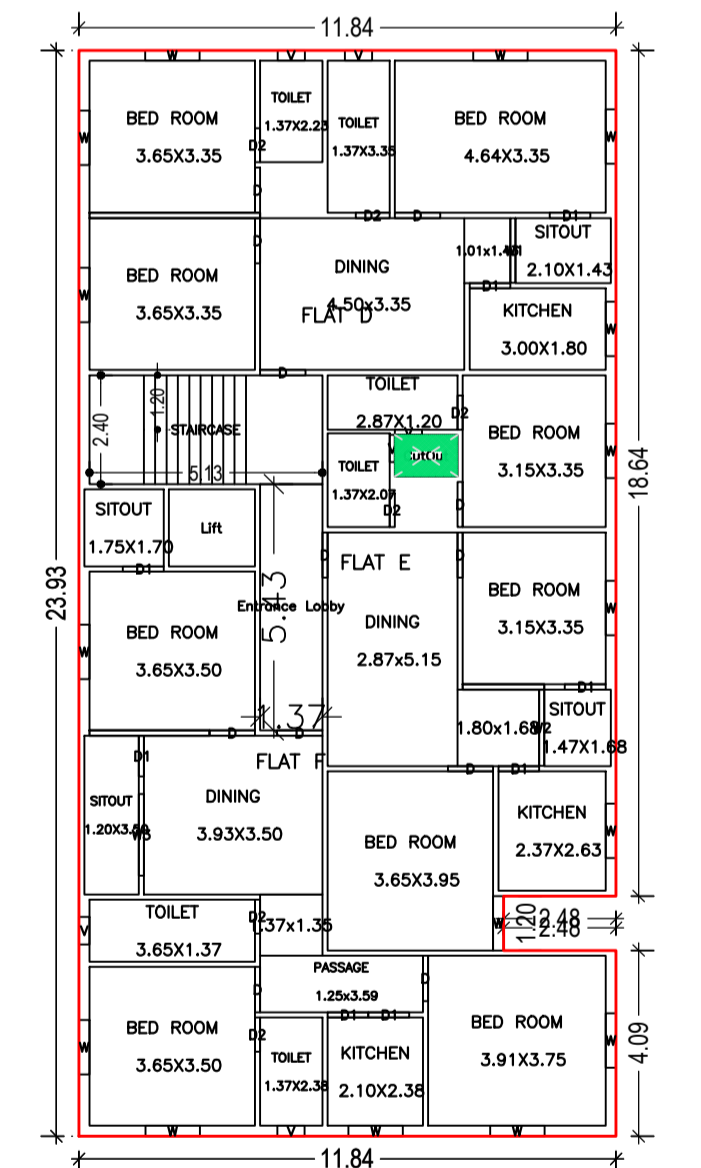 11.84
W
V
V
W
BED ROOM
3.65X3.35
TOILET
1.37X2.23
TOILET
1.37X3.35
BED ROOM
4.64X3.35
W
W
D2
D
D2
D
D1
BED ROOM
3.65X3.35
D
DINING
4.50x3.35
FLAT D
SITOUT
2.10X1.43
D1
KITCHEN
3.00X1.80
W
W
D
2.40
1.20
STAIRCASE
5.13
TOILET
2.87X1.20
D2
V
TOILET
1.37X2.07
D2
BED ROOM
3.15X3.35
W
D
18.64
SITOUT
1.75X1.70
Lift
D1
23.93
Entrance Lobby
5.43
1.37
D
FLAT E
D
DINING
2.87x5.15
BED ROOM
3.15X3.35
W
D1
BED ROOM
3.65X3.50
W
D
D
1.80x1.68
SITOUT
1.47X1.68
D
D1
FLAT F
D1
SITOUT
DINING
3.93X3.50
BED ROOM
3.65X3.95
KITCHEN
2.37X2.63
W
TOILET
3.65X1.37
V
D2
1.37x1.35
W
1.20
2.48
2.48
PASSAGE
1.25x3.59
D
D
D1
D1
BED ROOM
3.65X3.50
W
D2
TOILET
1.37X2.38
KITCHEN
2.10X2.38
BED ROOM
3.91X3.75
W
4.09
W
V
W
W
11.84